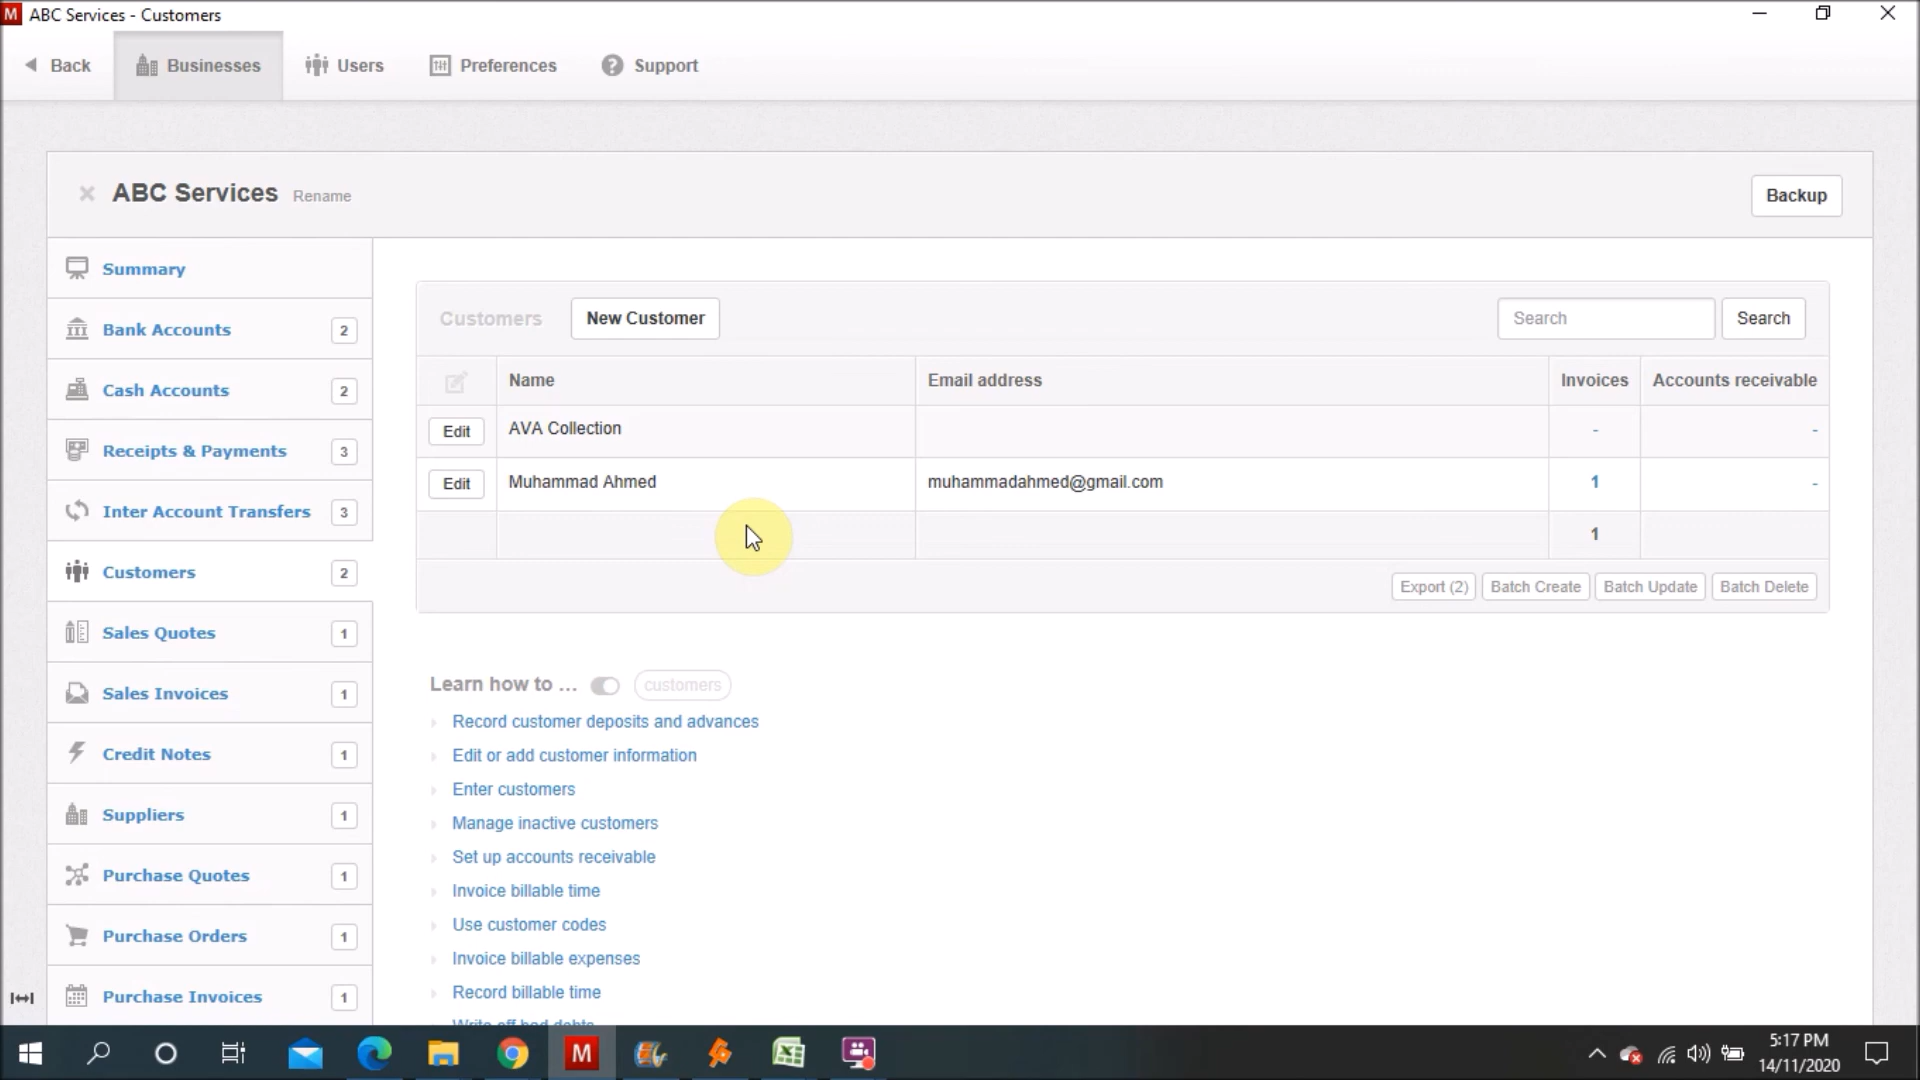 M ABC Services - Customers
Back Businesses Users Preferences Support
ABC Services Rename Backup
Summary
Bank Accounts 2
Cash Accounts 2
Receipts & Payments 3
Inter Account Transfers 3
Customers 2
Sales Quotes 1
Sales Invoices 1
Credit Notes 1
Suppliers 1
Purchase Quotes 1
Purchase Orders 1
Purchase Invoices 1
Customers New Customer Search Search
Name Email address Invoices Accounts receivable
Edit AVA Collection - -
Edit Muhammad Ahmed muhammadahmed@gmail.com 1 -
1
Export (2) Batch Create Batch Update Batch Delete
Learn how to ... customers
Record customer deposits and advances
Edit or add customer information
Enter customers
Manage inactive customers
Set up accounts receivable
Invoice billable time
Use customer codes
Invoice billable expenses
Record billable time
Write off bad debts
M 5:17 PM
14/11/2020